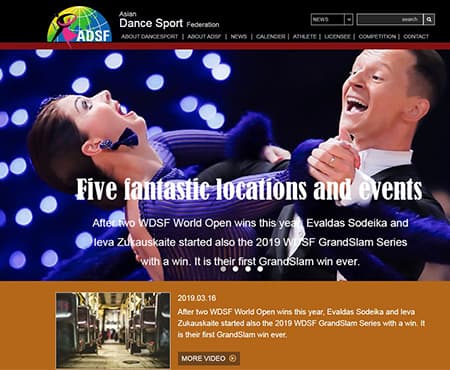 ADSF
Asian
Dance Sport Federation
NEWS
search
ABOUT DANCESPORT | ABOUT ADSF | NEWS | CALENDER | ATHLETE | LICENSEE | COMPETITION | CONTACT
Five fantastic locations and events
After two WDSF World Open wins this year, Evaldas Sodeika and
Ieva Zukauskaite started also the 2019 WDSF GrandSlam Series
with a win. It is their first GrandSlam win ever.
2019.03.16
After two WDSF World Open wins this year, Evaldas Sodeika and Ieva
Zukauskaite started also the 2019 WDSF GrandSlam Series with a win. It is
their first GrandSlam win ever.
MORE VIDEO